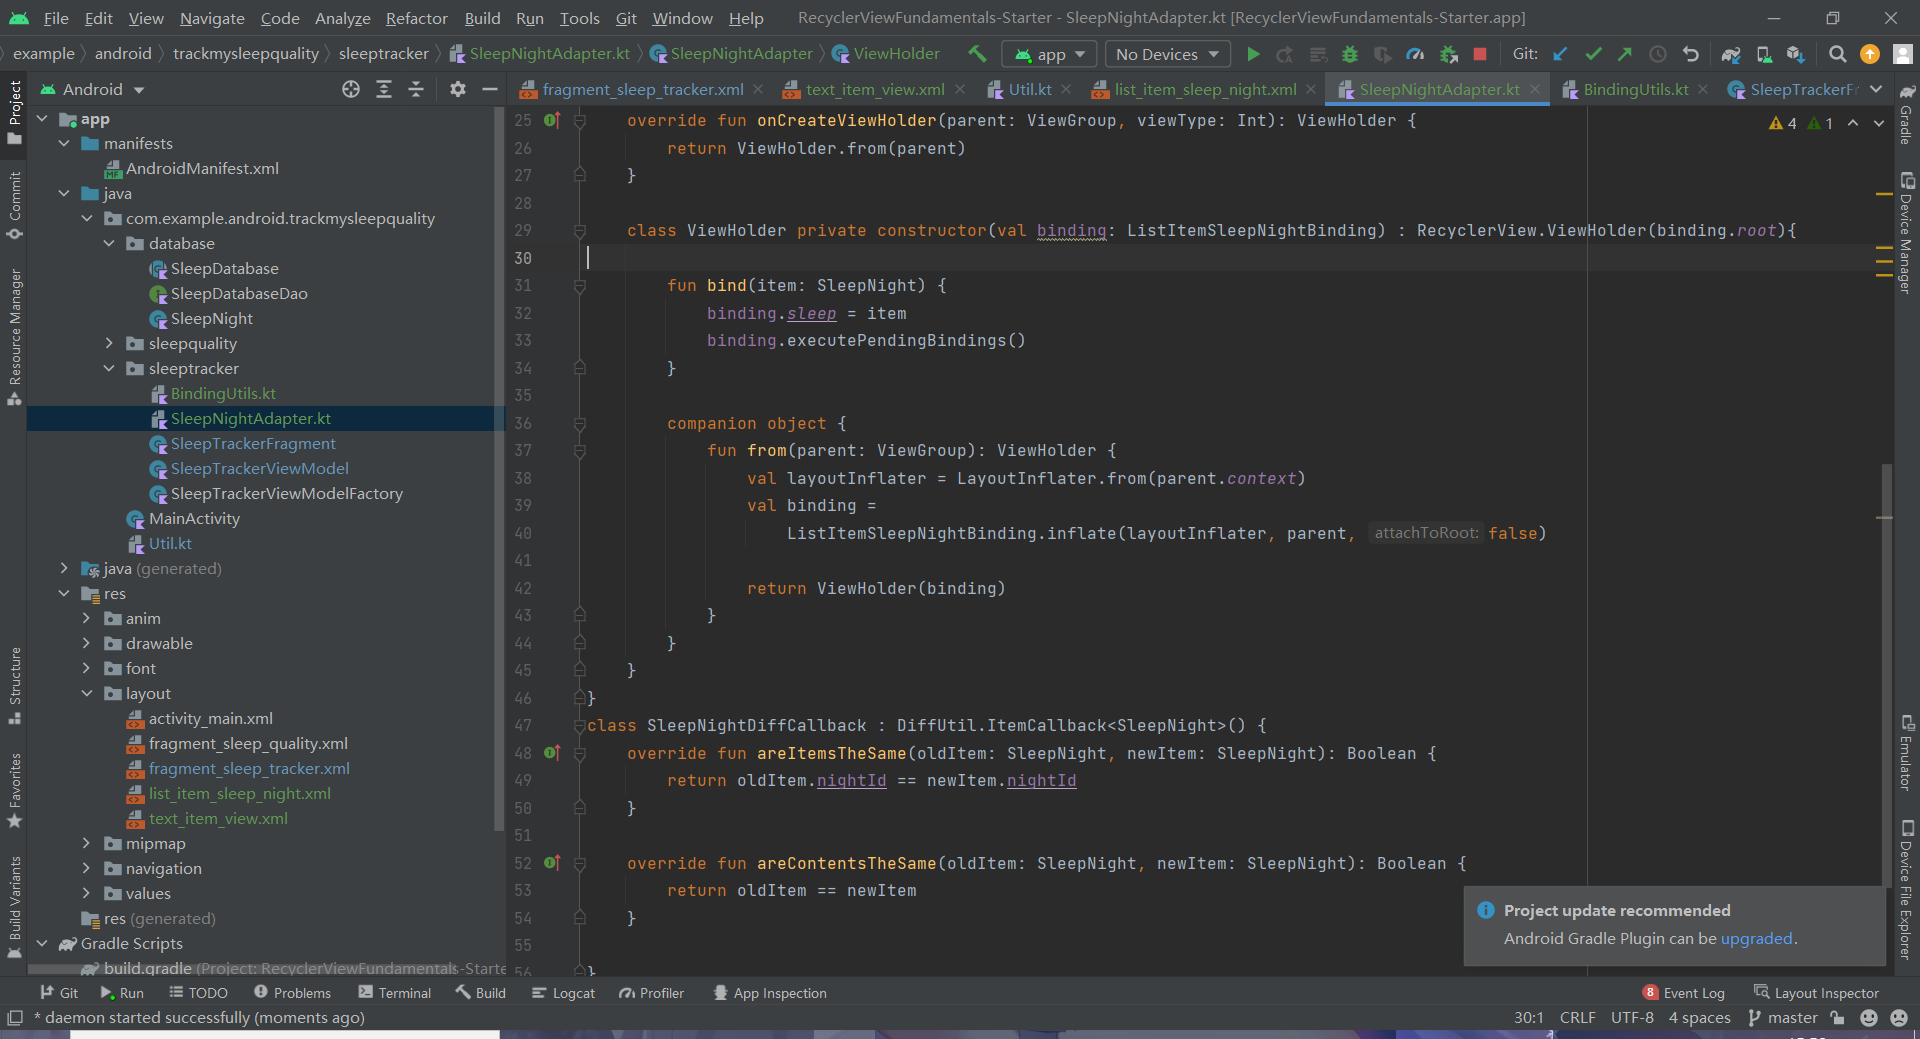 File Edit View Navigate Code Analyze Refactor Build Run Tools Git Window Help RecyclerViewFundamentals-Starter - SleepNightAdapter.kt [RecyclerViewFundamentals-Starter.app]
example android trackmysleepquality sleeptracker SleepNightAdapter.kt SleepNightAdapter ViewHolder app No Devices Git:
Android
fragment_sleep_tracker.xml text_item_view.xml Util.kt list_item_sleep_night.xml SleepNightAdapter.kt BindingUtils.kt SleepTrackerFr
Project
Commit
Resource Manager
Structure
Favorites
Build Variants
app
manifests
AndroidManifest.xml
java
com.example.android.trackmysleepquality
database
SleepDatabase
SleepDatabaseDao
SleepNight
sleepquality
sleeptracker
BindingUtils.kt
SleepNightAdapter.kt
SleepTrackerFragment
SleepTrackerViewModel
SleepTrackerViewModelFactory
MainActivity
Util.kt
java (generated)
res
anim
drawable
font
layout
activity_main.xml
fragment_sleep_quality.xml
fragment_sleep_tracker.xml
list_item_sleep_night.xml
text_item_view.xml
mipmap
navigation
values
res (generated)
Gradle Scripts
build.gradle (Project: RecyclerViewFundamentals-Starte
4 1
25 override fun onCreateViewHolder(parent: ViewGroup, viewType: Int): ViewHolder {
26 return ViewHolder.from(parent)
27 }
28
29 class ViewHolder private constructor(val binding: ListItemSleepNightBinding) : RecyclerView.ViewHolder(binding.root){
30
31 fun bind(item: SleepNight) {
32 binding.sleep = item
33 binding.executePendingBindings()
34 }
35
36 companion object {
37 fun from(parent: ViewGroup): ViewHolder {
38 val layoutInflater = LayoutInflater.from(parent.context)
39 val binding =
40 ListItemSleepNightBinding.inflate(layoutInflater, parent, attachToRoot: false)
41
42 return ViewHolder(binding)
43 }
44 }
45 }
46 }
47 class SleepNightDiffCallback : DiffUtil.ItemCallback<SleepNight>() {
48 override fun areItemsTheSame(oldItem: SleepNight, newItem: SleepNight): Boolean {
49 return oldItem.nightId == newItem.nightId
50 }
51
52 override fun areContentsTheSame(oldItem: SleepNight, newItem: SleepNight): Boolean {
53 return oldItem == newItem
54 }
55
56 }
Gradle
Device Manager
Emulator
Device File Explorer
Project update recommended
Android Gradle Plugin can be upgraded.
Git Run TODO Problems Terminal Build Logcat Profiler App Inspection 8 Event Log Layout Inspector
* daemon started successfully (moments ago) 30:1 CRLF UTF-8 4 spaces master